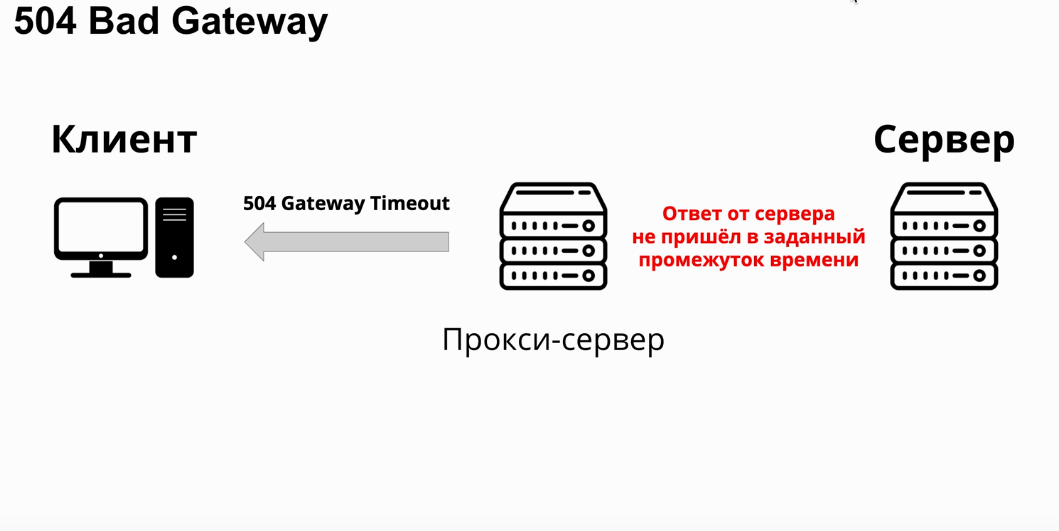 504 Bad Gateway
Клиент
Сервер
504 Gateway Timeout
Ответ от сервера
не пришёл в заданный
промежуток времени
Прокси-сервер